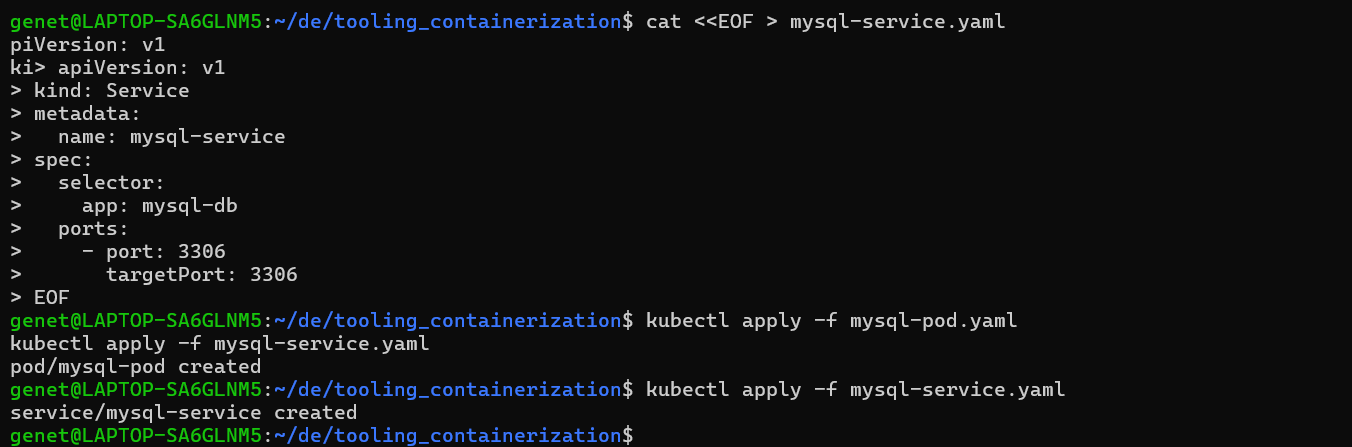 genet@LAPTOP-SA6GLNM5:~/de/tooling_containerization$ cat <<EOF > mysql-service.yaml
piVersion: v1
ki> apiVersion: v1
> kind: Service
> metadata:
>   name: mysql-service
> spec:
>   selector:
>     app: mysql-db
>   ports:
>     - port: 3306
>       targetPort: 3306
> EOF
genet@LAPTOP-SA6GLNM5:~/de/tooling_containerization$ kubectl apply -f mysql-pod.yaml
kubectl apply -f mysql-service.yaml
pod/mysql-pod created
genet@LAPTOP-SA6GLNM5:~/de/tooling_containerization$ kubectl apply -f mysql-service.yaml
service/mysql-service created
genet@LAPTOP-SA6GLNM5:~/de/tooling_containerization$